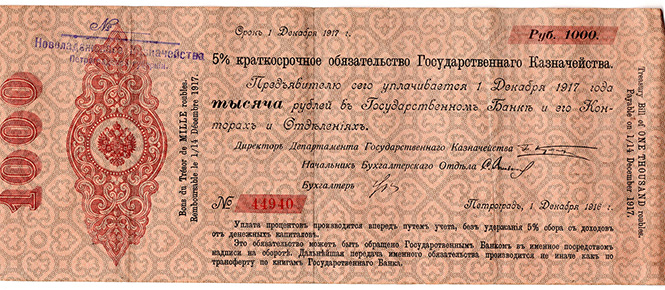 Срокъ 1 Декабря 1917 г.
Руб. 1000.
Казначейства
5% краткосрочное обязательство Государственнаго Казначейства.
Предъявителю сего уплачивается 1 Декабря 1917 года
тысяча рублей въ Государственномъ Банкѣ и его Кон-
торахъ и Отдѣленіяхъ.
Директоръ Департамента Государственнаго Казначейства
Начальникъ Бухгалтерскаго Отдѣла
Бухгалтеръ
№ 44940
Петроградъ, 1 Декабря 1916 г.
Уплата процентовъ производится впередъ путемъ учета, безъ удержанія 5% сбора съ доходовъ
отъ денежныхъ капиталовъ.
Это обязательство можетъ быть обращено Государственнымъ Банкомъ въ именное посредствомъ
надписи на оборотѣ. Дальнѣйшая передача именного обязательства производится не иначе какъ по
трансферту по книгамъ Государственнаго Банка.
1000
Bons du Trésor de MILLE roubles.
Remboursable le 1/14 Décembre 1917.
Treasury Bill of ONE THOUSAND roubles.
Payable on 1/14 December 1917.